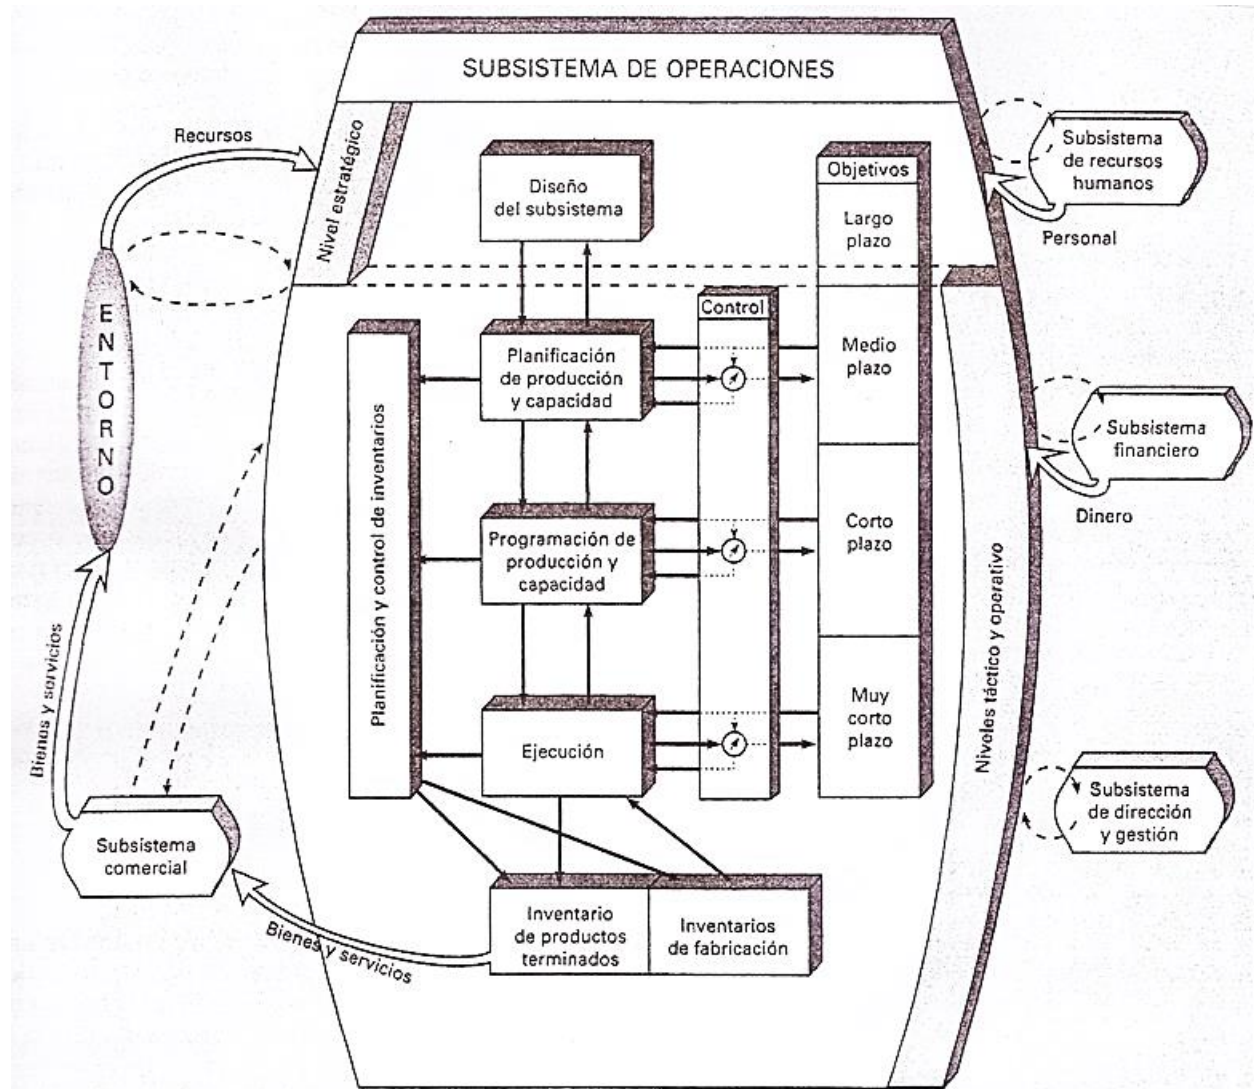 SUBSISTEMA DE OPERACIONES
Recursos
Nivel estratégico
Diseño
del subsistema
Objetivos
Largo
plazo
Subsistema
de recursos
humanos
Personal
ENTORNO
Control
Planificación
de producción
y capacidad
Medio
plazo
Planificación y control de inventarios
Subsistema
financiero
Dinero
Programación de
producción y
capacidad
Corto
plazo
Niveles táctico y operativo
Bienes y servicios
Ejecución
Muy
corto
plazo
Subsistema
de dirección
y gestión
Subsistema
comercial
Bienes y servicios
Inventario
de productos
terminados
Inventarios
de fabricación